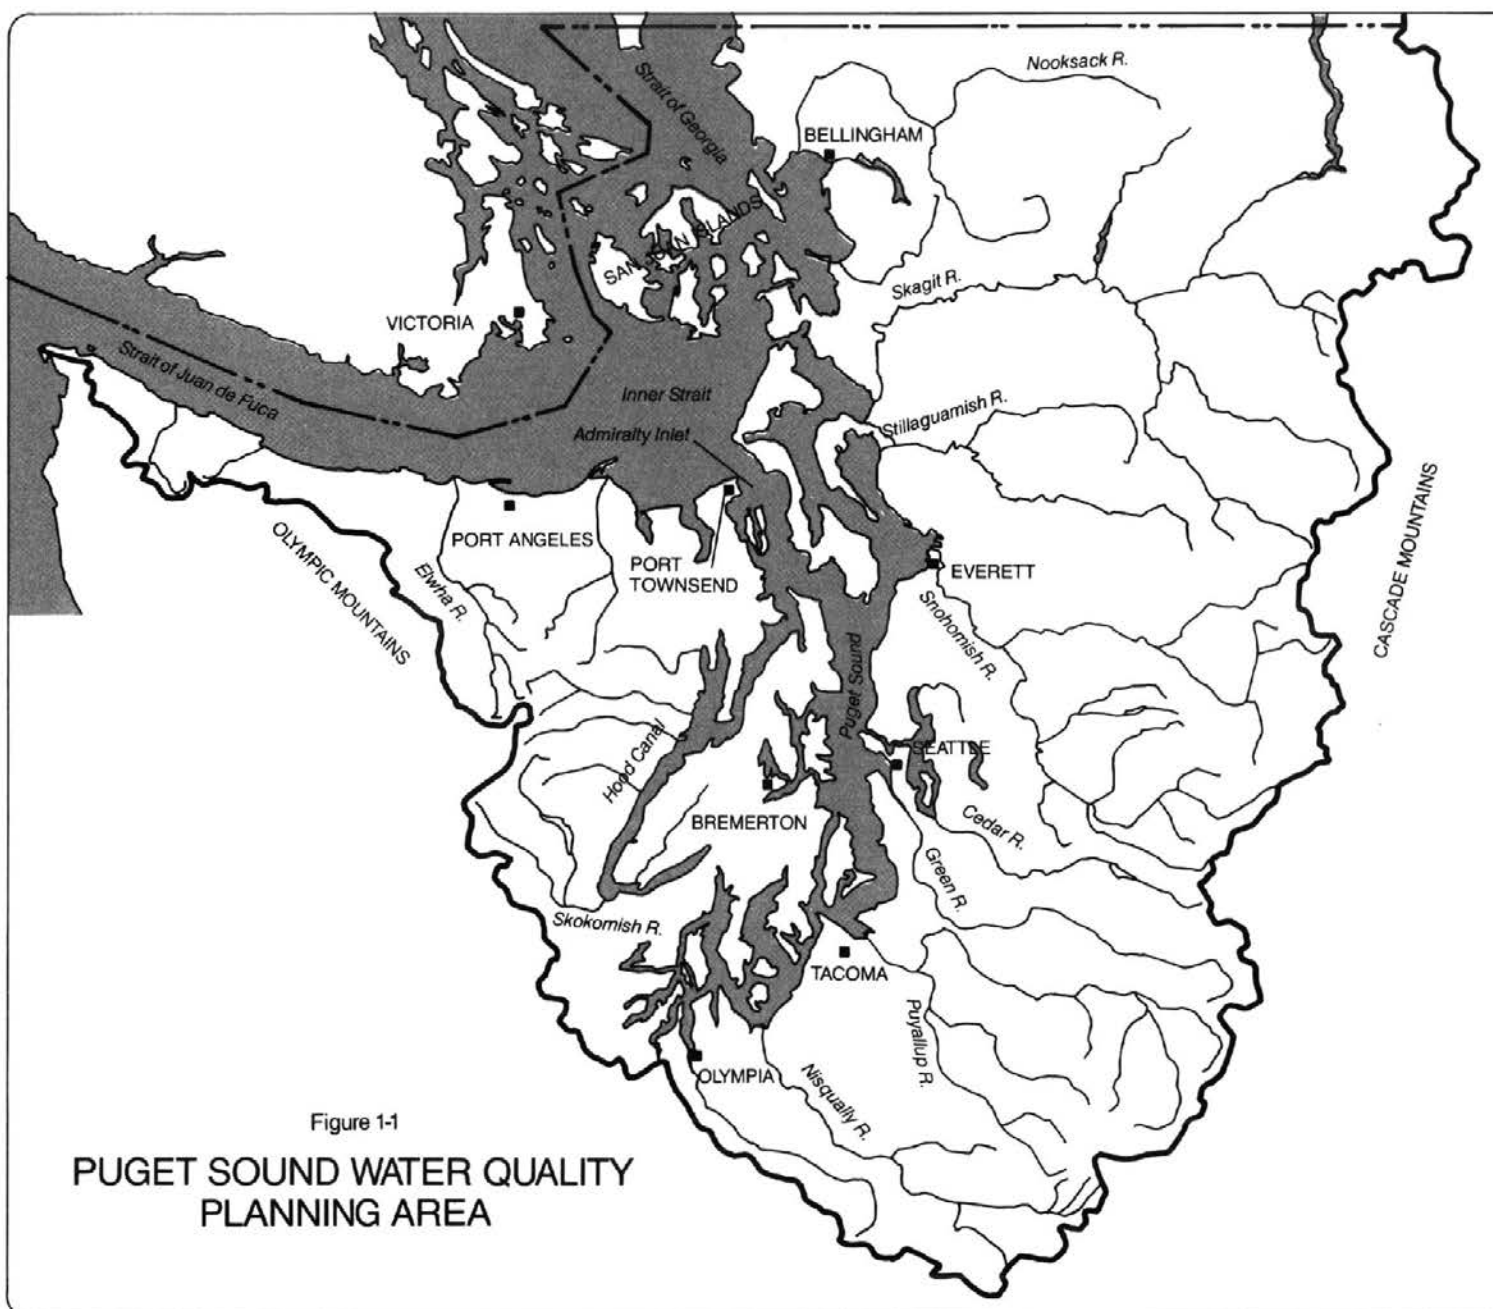 Nooksack R.
Strait of Georgia
BELLINGHAM
SAN JUAN ISLANDS
Skagit R.
VICTORIA
Strait of Juan de Fuca
Inner Strait
Stillaguamish R.
Admiralty Inlet
CASCADE MOUNTAINS
OLYMPIC MOUNTAINS
PORT ANGELES
PORT
TOWNSEND
EVERETT
Elwha R.
Snohomish R.
Puget Sound
SEATTLE
Hood Canal
BREMERTON
Cedar R.
Green R.
Skokomish R.
TACOMA
Puyallup R.
OLYMPIA
Nisqually R.
Figure 1-1
PUGET SOUND WATER QUALITY
PLANNING AREA